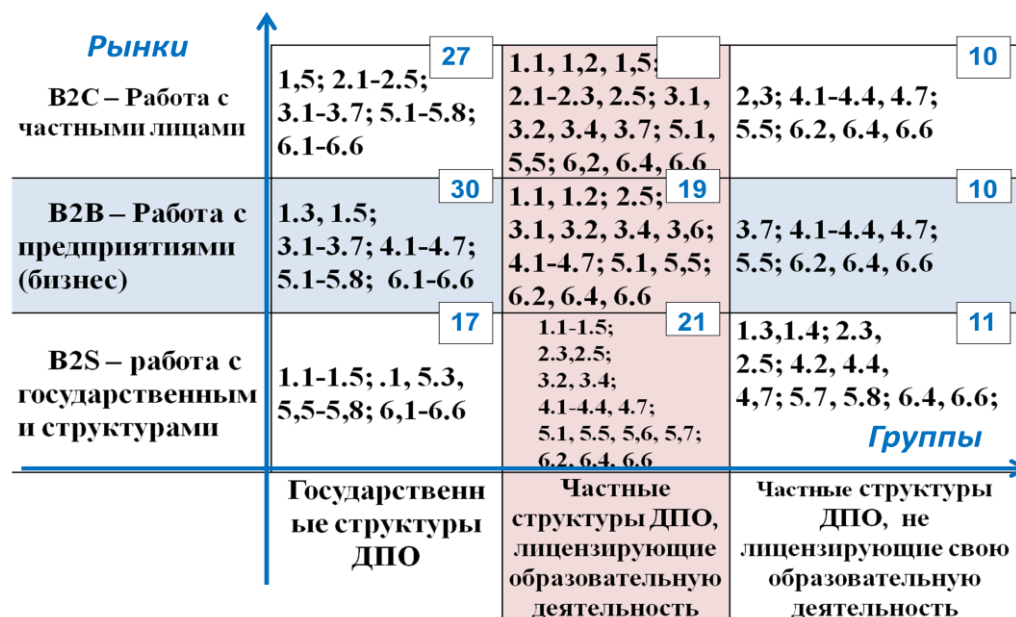 Рынки
B2C – Работа с
частными лицами
27
1,5; 2.1-2.5;
3.1-3.7; 5.1-5.8;
6.1-6.6
1.1, 1,2, 1,5;
2.1-2.3, 2.5; 3.1,
3.2, 3.4, 3.7; 5.1,
5,5; 6,2, 6.4, 6.6
10
2,3; 4.1-4.4, 4.7;
5.5; 6.2, 6.4, 6.6
B2B – Работа с
предприятиями
(бизнес)
30
1.3, 1.5;
3.1-3.7; 4.1-4.7;
5.1-5.8; 6.1-6.6
19
1.1, 1.2; 2.5;
3.1, 3.2, 3.4, 3,6;
4.1-4.7; 5.1, 5,5;
6.2, 6.4, 6.6
10
3.7; 4.1-4.4, 4.7;
5.5; 6.2, 6.4, 6.6
B2S – работа с
государственным
и структурами
17
1.1-1.5; .1, 5.3,
5,5-5,8; 6,1-6.6
21
1.1-1.5;
2.3,2.5;
3.2, 3.4;
4.1-4.4, 4.7;
5.1, 5.5, 5,6, 5,7;
6.2, 6.4, 6.6
11
1.3,1.4; 2.3,
2.5; 4.2, 4.4,
4,7; 5.7, 5.8; 6.4, 6.6;
Группы
Государственн
ые структуры
ДПО
Частные
структуры ДПО,
лицензирующие
образовательную
деятельность
Частные структуры
ДПО, не
лицензирующие свою
образовательную
деятельность